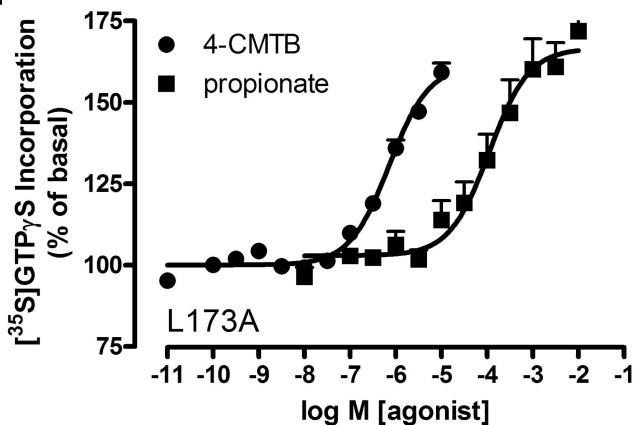 [35S]GTPγS Incorporation
(% of basal)
175
150
125
100
75
4-CMTB
propionate
L173A
-11 -10 -9 -8 -7 -6 -5 -4 -3 -2 -1
log M [agonist]